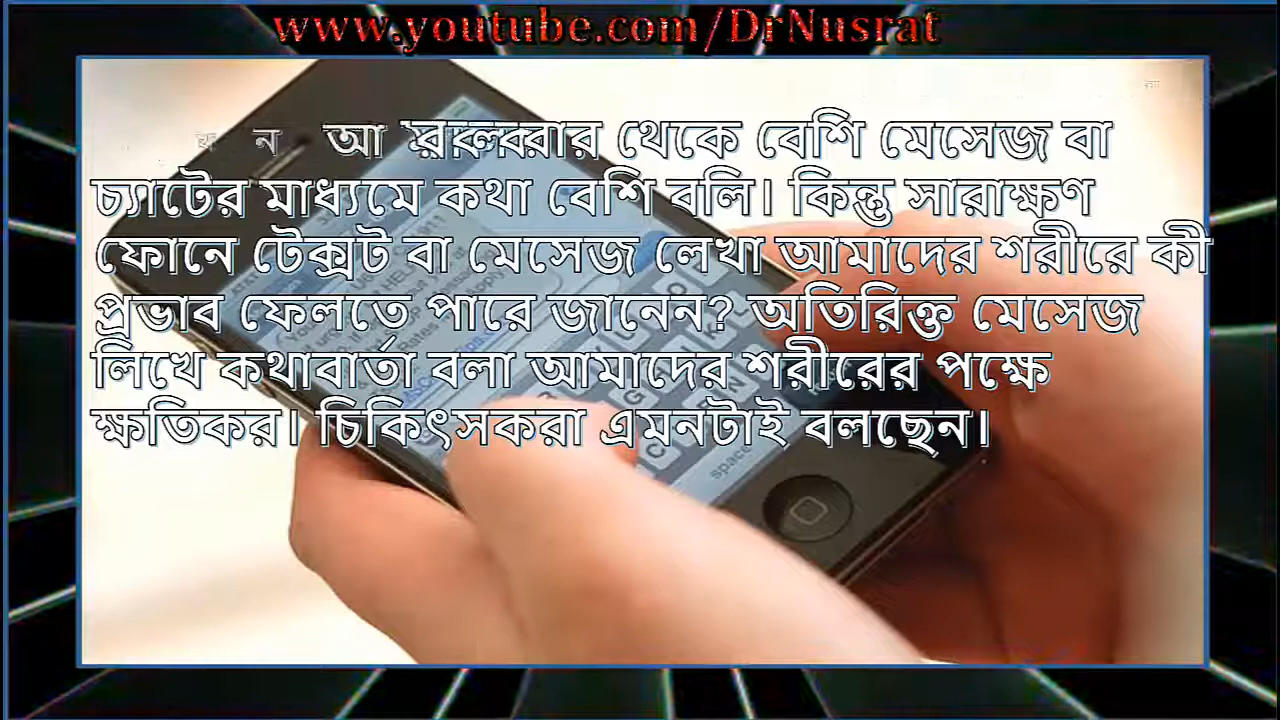 www.youtube.com/DrNusrat
থেকে বেশি মেসেজ বা
চ্যাটের মাধ্যমে কথা বেশি বলি। কিন্তু সারাক্ষণ
ফোনে টেক্সট বা মেসেজ লেখা আমাদের শরীরে কী
প্রভাব ফেলতে পারে জানেন? অতিরিক্ত মেসেজ
লিখে কথাবার্তা বলা আমাদের শরীরের পক্ষে
ক্ষতিকর। চিকিৎসকরা এমনটাই বলছেন।
space